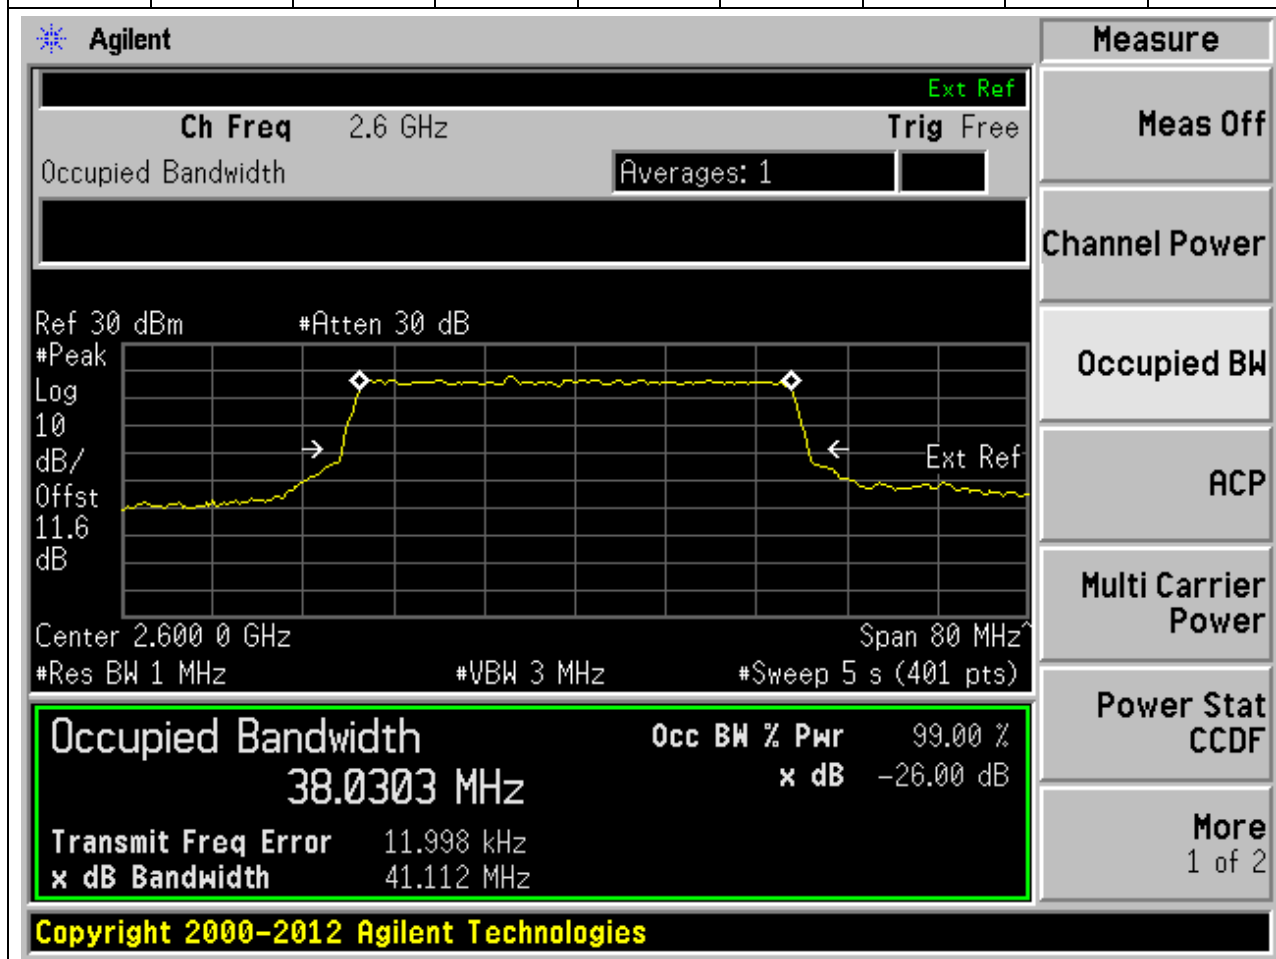 Agilent
Measure
Ext Ref
Ch Freq 2.6 GHz Trig Free
Occupied Bandwidth Averages: 1
Ref 30 dBm #Atten 30 dB
#Peak
Log
10
dB/
Offst
11.6
dB
Ext Ref
Center 2.600 0 GHz Span 80 MHz^
#Res BW 1 MHz #VBW 3 MHz #Sweep 5 s (401 pts)
Occupied Bandwidth Occ BW % Pwr 99.00 %
38.0303 MHz x dB -26.00 dB
Transmit Freq Error 11.998 kHz
x dB Bandwidth 41.112 MHz
Copyright 2000-2012 Agilent Technologies
Meas Off
Channel Power
Occupied BW
ACP
Multi Carrier
Power
Power Stat
CCDF
More
1 of 2